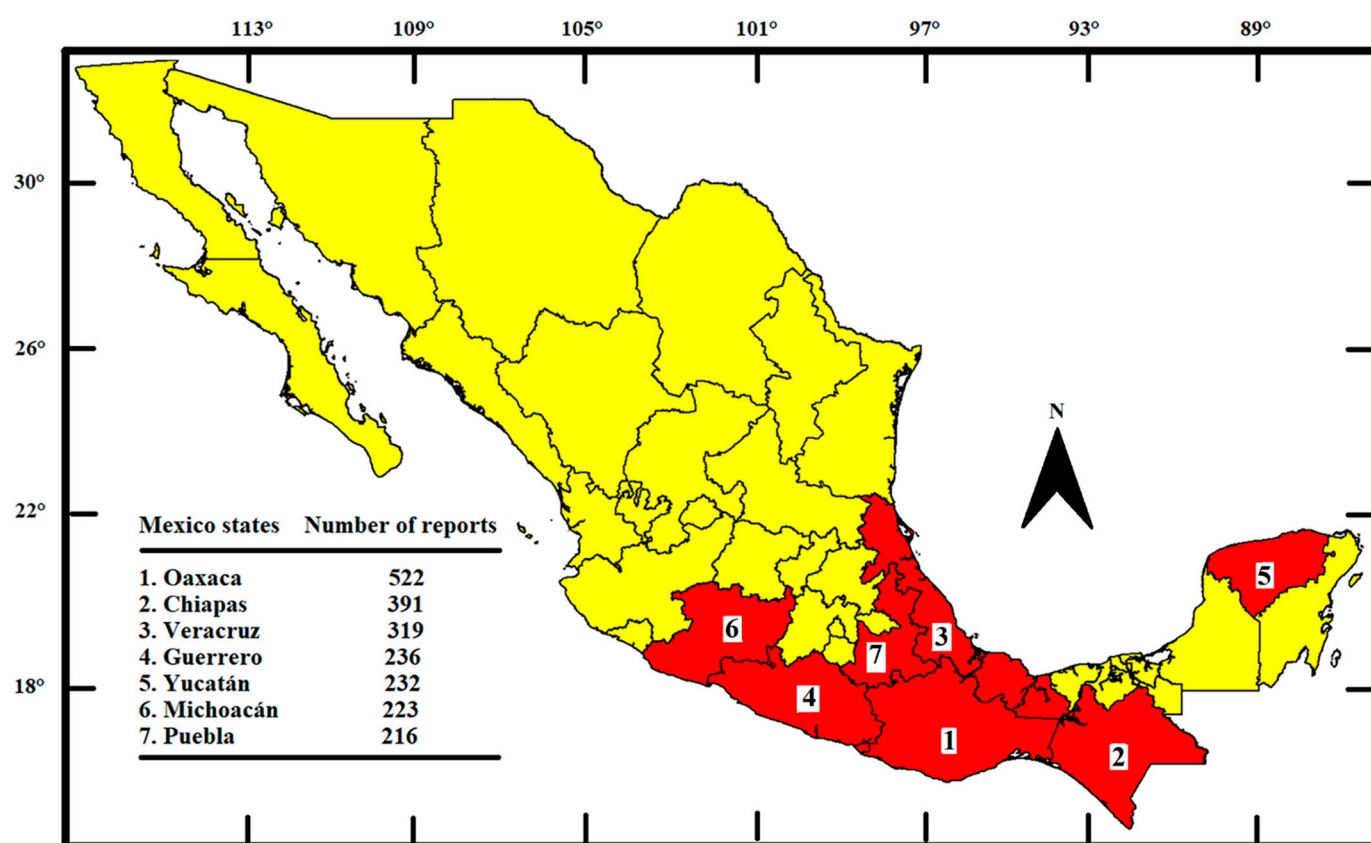 113° 109° 105° 101° 97° 93° 89°
30°
26°
N
22°
Mexico states Number of reports
1. Oaxaca 522
2. Chiapas 391
3. Veracruz 319
4. Guerrero 236
5. Yucatán 232
6. Michoacán 223
7. Puebla 216
18°
5
6
3
7
4
1
2